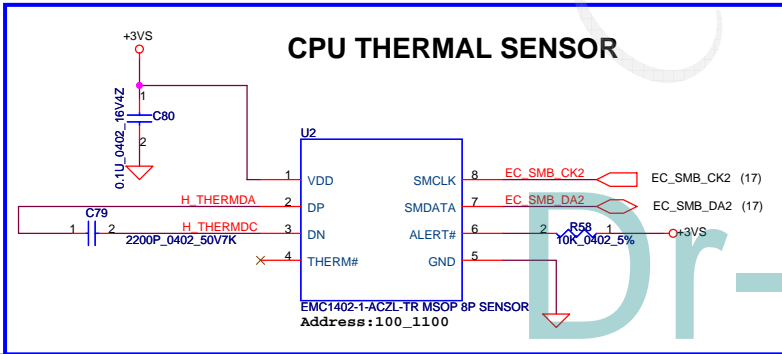 +3VS
CPU THERMAL SENSOR
1
C80
2
0.1U_0402_16V4Z
U2
1 VDD
SMCLK 8 EC_SMB_CK2 EC_SMB_CK2 (17)
H_THERMDA 2 DP
SMDATA 7 EC_SMB_DA2 EC_SMB_DA2 (17)
C79
1 2 H_THERMDC 3 DN
2200P_0402_50V7K
ALERT# 6 2 R58 1 +3VS
10K_0402_5%
4 THERM#
GND 5
EMC1402-1-ACZL-TR MSOP 8P SENSOR
Address:100_1100
Dr-